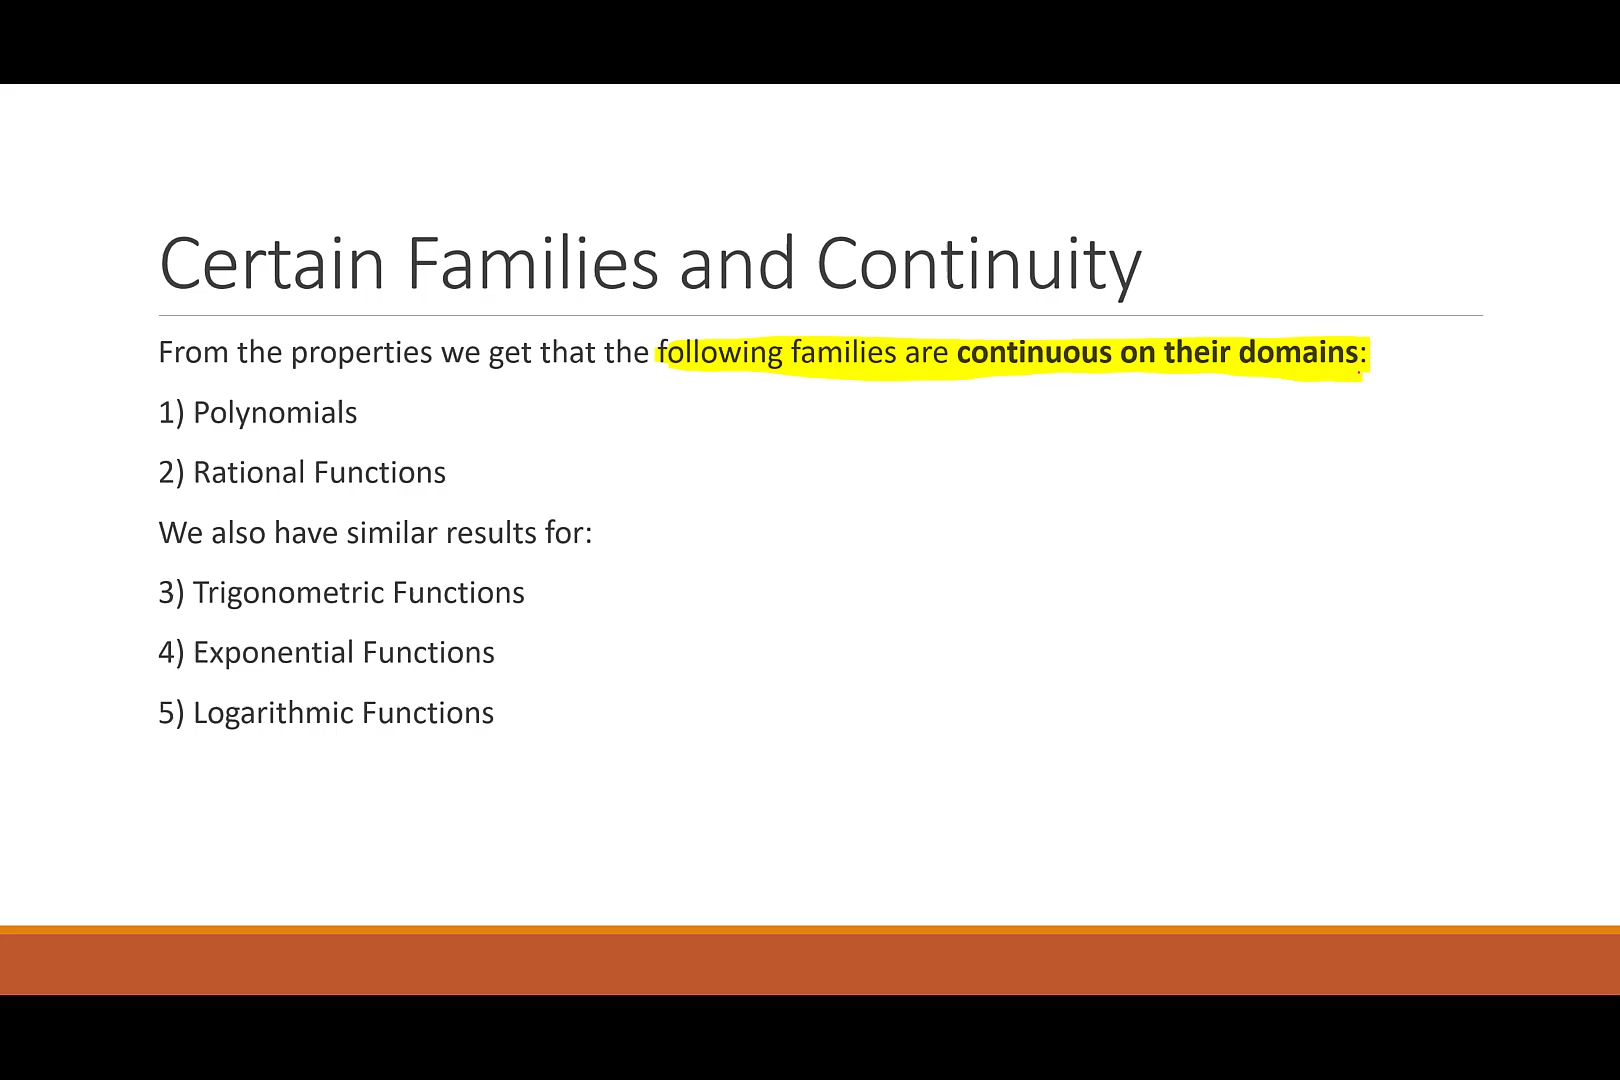 Certain Families and Continuity
From the properties we get that the following families are continuous on their domains:
1) Polynomials
2) Rational Functions
We also have similar results for:
3) Trigonometric Functions
4) Exponential Functions
5) Logarithmic Functions